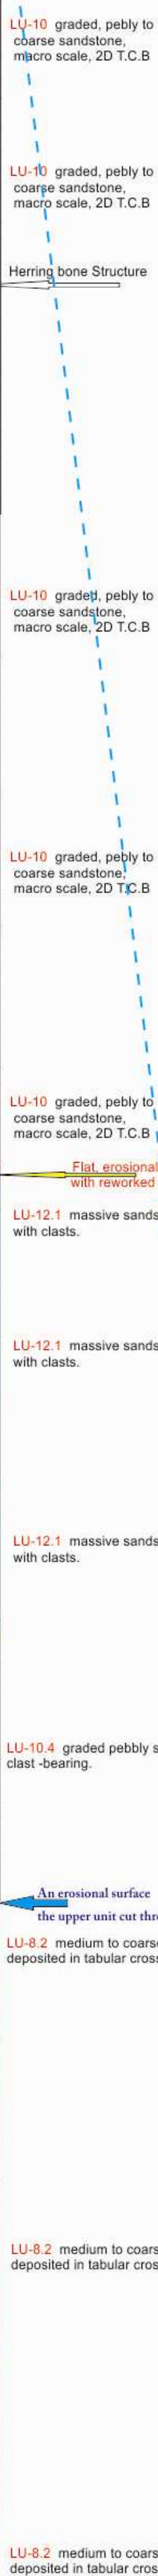 LU-10 graded, pebly to
coarse sandstone,
macro scale, 2D T.C.B
LU-10 graded, pebly to
coarse sandstone,
macro scale, 2D T.C.B
Herring bone Structure
LU-10 graded, pebly to
coarse sandstone,
macro scale, 2D T.C.B
LU-10 graded, pebly to
coarse sandstone,
macro scale, 2D T.C.B
LU-10 graded, pebly to
coarse sandstone,
macro scale, 2D T.C.B
Flat, erosional
with reworked
LU-12.1 massive sands
with clasts.
LU-12.1 massive sands
with clasts.
LU-12.1 massive sands
with clasts.
LU-10.4 graded pebbly s
clast -bearing.
An erosional surface
the upper unit cut thr
LU-8.2 medium to coars
deposited in tabular cross
LU-8.2 medium to coars
deposited in tabular cros
LU-8.2 medium to coars
deposited in tabular cros